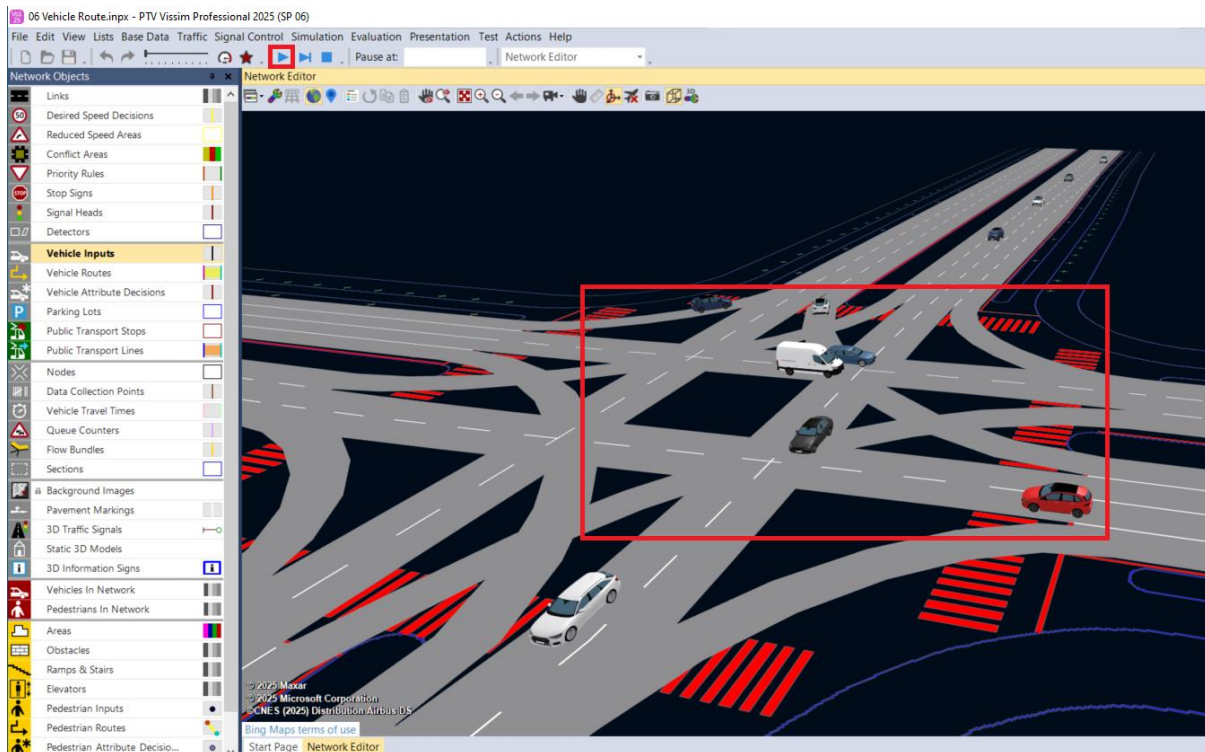 06 Vehicle Route.inpx - PTV Vissim Professional 2025 (SP 06)
File Edit View Lists Base Data Traffic Signal Control Simulation Evaluation Presentation Test Actions Help
Pause at: Network Editor
Network Objects
Network Editor
Links
50 Desired Speed Decisions
Reduced Speed Areas
Conflict Areas
Priority Rules
STOP Stop Signs
Signal Heads
Detectors
Vehicle Inputs
Vehicle Routes
Vehicle Attribute Decisions
P Parking Lots
Public Transport Stops
Public Transport Lines
Nodes
Data Collection Points
Vehicle Travel Times
Queue Counters
Flow Bundles
Sections
Background Images
Pavement Markings
3D Traffic Signals
Static 3D Models
3D Information Signs
Vehicles In Network
Pedestrians In Network
Areas
Obstacles
Ramps & Stairs
Elevators
Pedestrian Inputs
Pedestrian Routes
Pedestrian Attribute Decisio...
© 2025 Maxar
© 2025 Microsoft Corporation
©CNES (2025) Distribution Airbus DS
Bing Maps terms of use
Start Page Network Editor